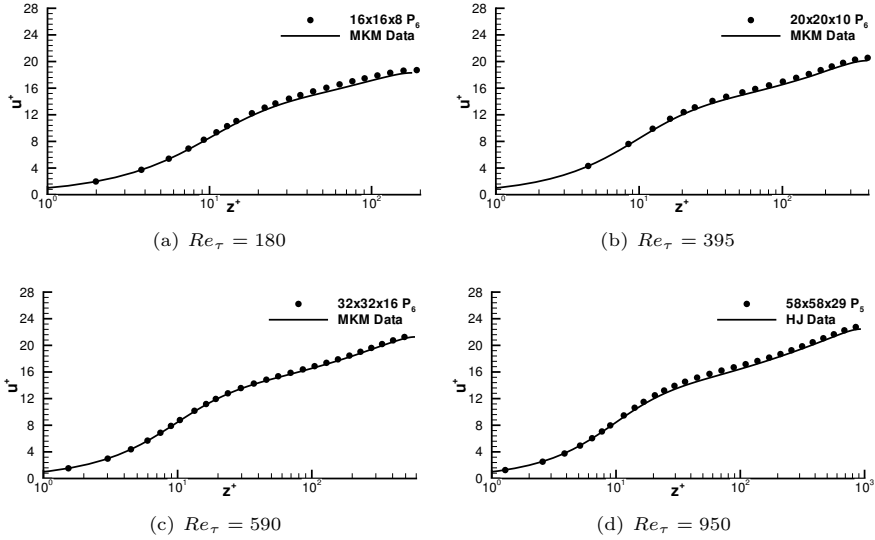 28
24
20
16
12
8
4
0
u⁺
16x16x8 P₆
MKM Data
10⁰ 10¹ 10²
z⁺
(a) Reτ = 180
28
24
20
16
12
8
4
0
u⁺
20x20x10 P₆
MKM Data
10⁰ 10¹ 10²
z⁺
(b) Reτ = 395
28
24
20
16
12
8
4
0
u⁺
32x32x16 P₆
MKM Data
10⁰ 10¹ 10²
z⁺
(c) Reτ = 590
28
24
20
16
12
8
4
0
u⁺
58x58x29 P₅
HJ Data
10⁰ 10¹ 10² 10³
z⁺
(d) Reτ = 950